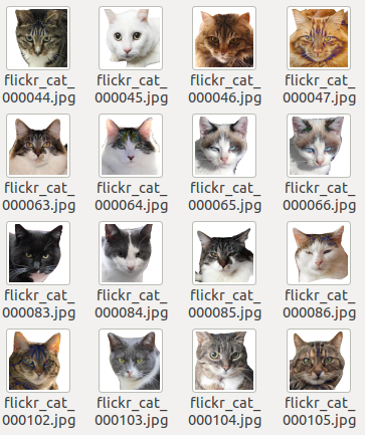 flickr_cat_
000044.jpg
flickr_cat_
000045.jpg
flickr_cat_
000046.jpg
flickr_cat_
000047.jpg
flickr_cat_
000063.jpg
flickr_cat_
000064.jpg
flickr_cat_
000065.jpg
flickr_cat_
000066.jpg
flickr_cat_
000083.jpg
flickr_cat_
000084.jpg
flickr_cat_
000085.jpg
flickr_cat_
000086.jpg
flickr_cat_
000102.jpg
flickr_cat_
000103.jpg
flickr_cat_
000104.jpg
flickr_cat_
000105.jpg